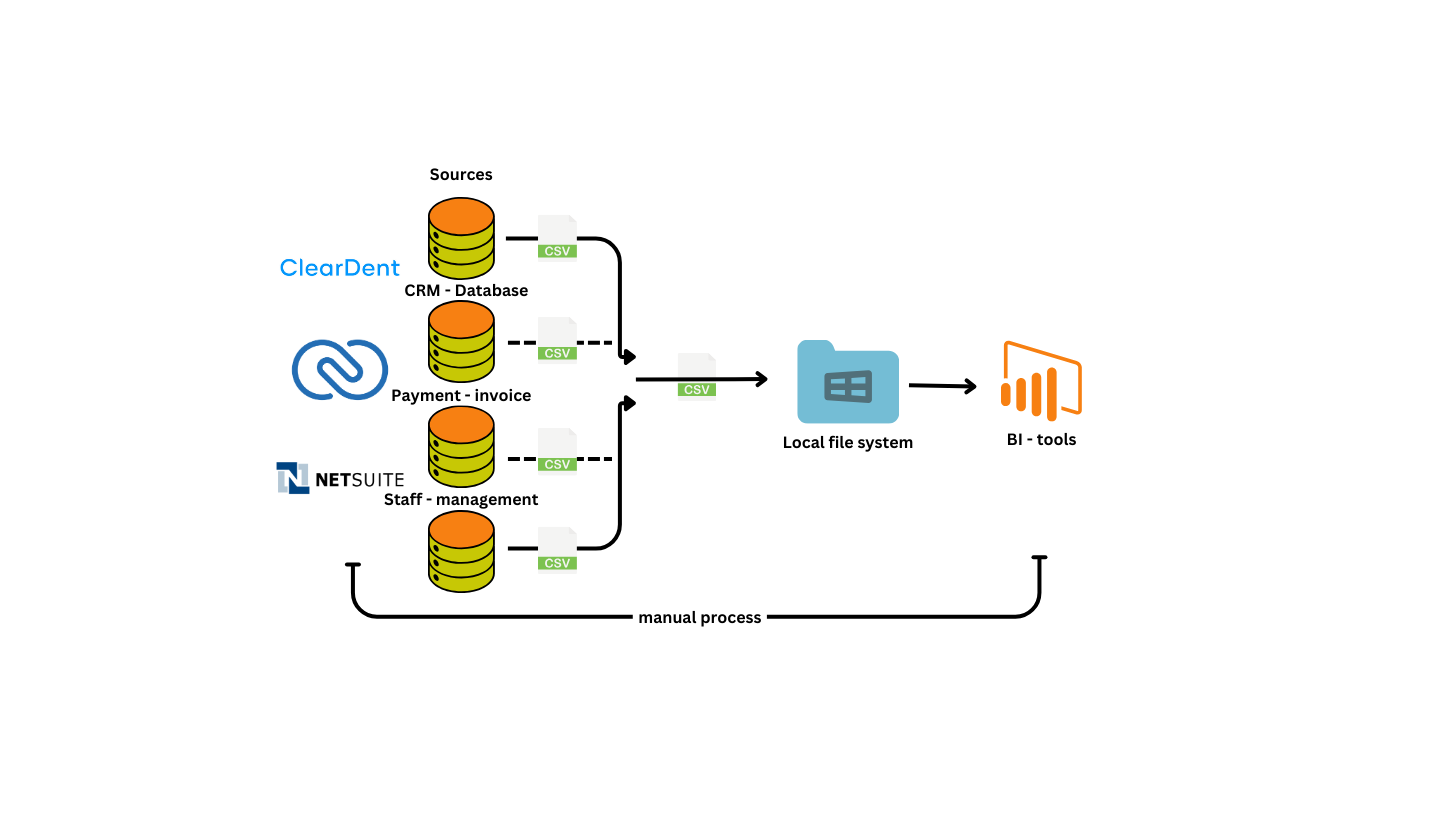 Sources
CSV
ClearDent
CRM - Database
CSV
Payment - invoice
CSV
CSV
NETSUITE
Staff - management
CSV
Local file system
BI - tools
manual process